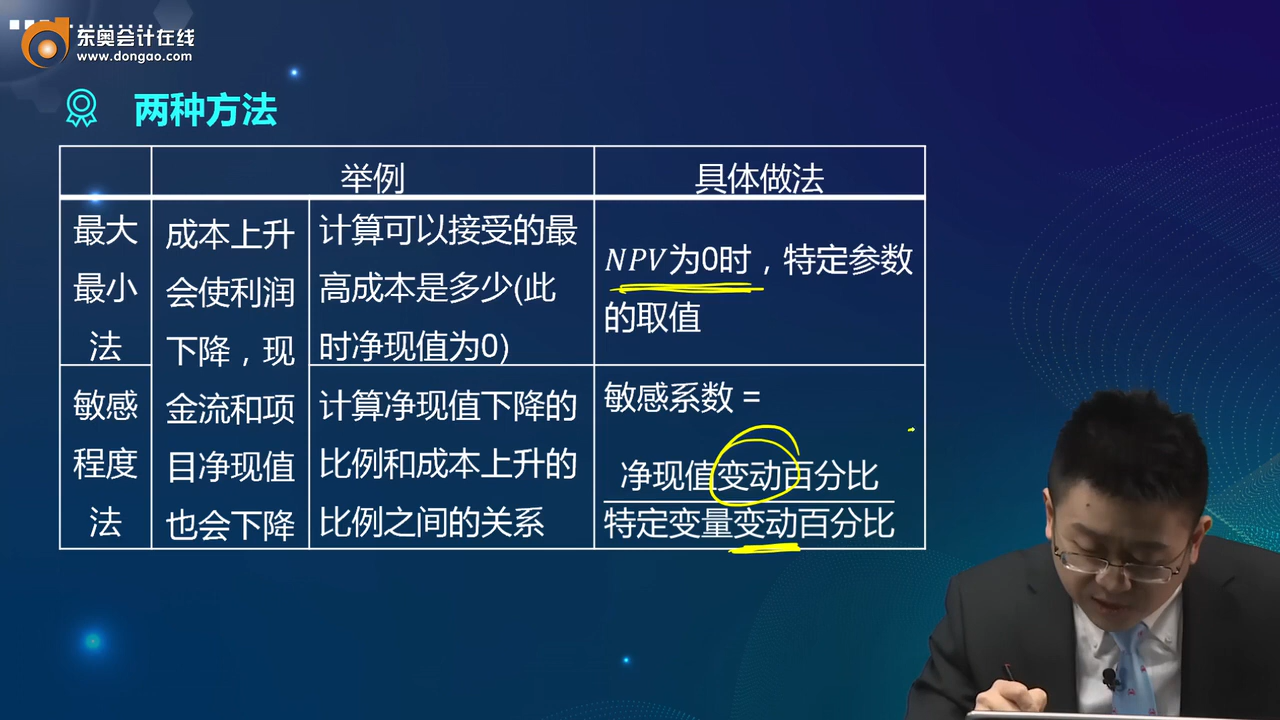 东奥会计在线
www.dongao.com
两种方法
举例
具体做法
最大
最小
法
成本上升
会使利润
下降，现
金流和项
目净现值
也会下降
计算可以接受的最
高成本是多少(此
时净现值为0)
NPV为0时，特定参数
的取值
敏感
程度
法
计算净现值下降的
比例和成本上升的
比例之间的关系
敏感系数 =
净现值变动百分比
特定变量变动百分比